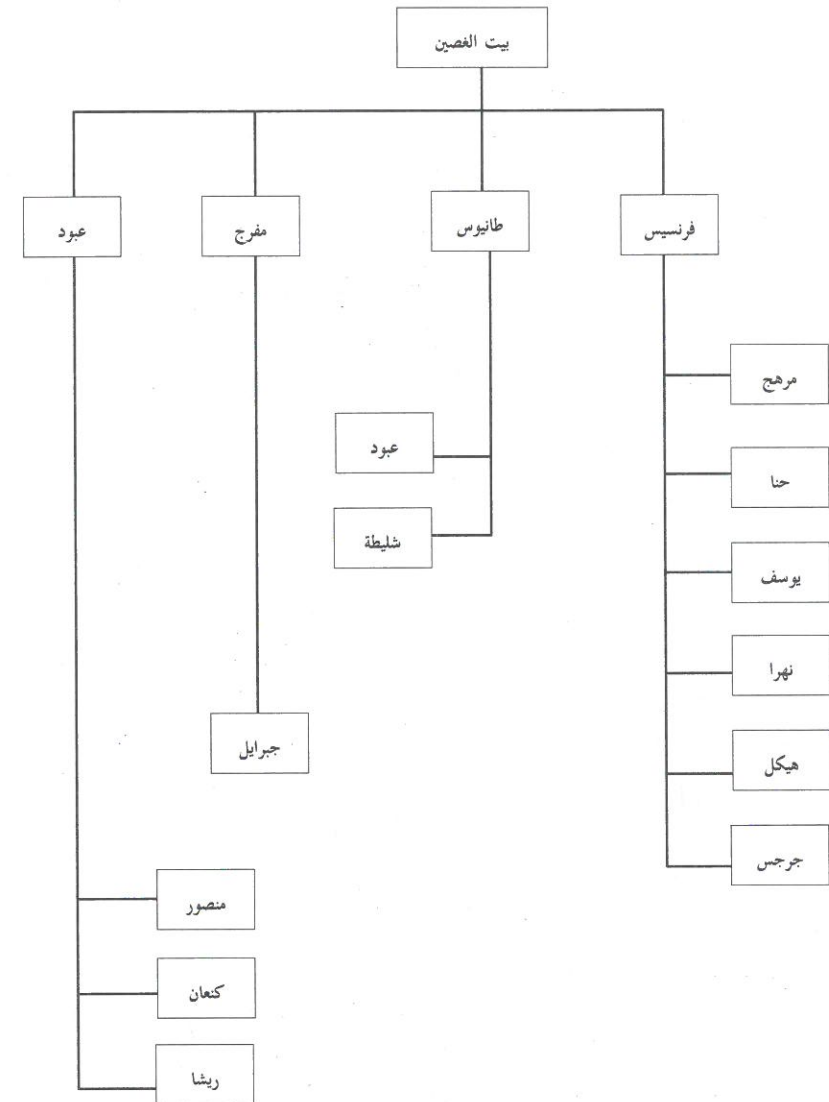 بيت الغصين
فرنسيس
طانيوس
مفرج
عبود
مرهج
حنا
يوسف
نهرا
هيكل
جرجس
عبود
شليطة
جبرايل
منصور
كنعان
ريشا